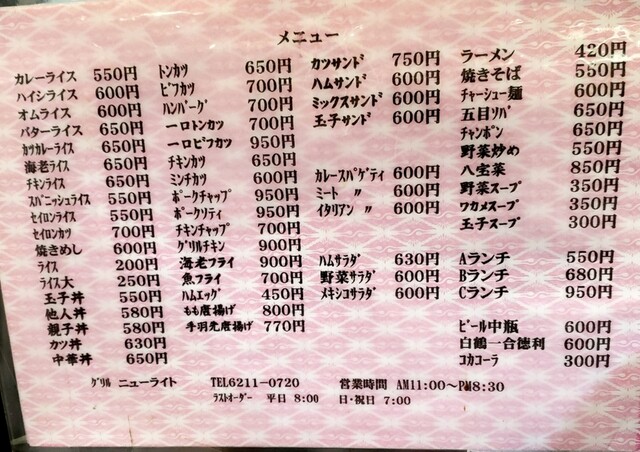 メニュー
カレーライス 550円
ハイシライス 600円
オムライス 600円
バターライス 650円
カツカレーライス 650円
海老ライス 650円
チキンライス 650円
スパニッシュライス 550円
セイロンライス 550円
セイロンカツ 700円
焼きめし 600円
ライス 200円
ライス大 250円
玉子丼 550円
他人丼 580円
親子丼 580円
カツ丼 630円
中華丼 650円
トンカツ 650円
ビフカツ 700円
ハンバーグ 700円
一口トンカツ 700円
一口ビフカツ 950円
チキンカツ 650円
ミンチカツ 600円
ポークチャップ 950円
ポークソティ 950円
チキンチャップ 700円
グリルチキン 900円
海老フライ 900円
魚フライ 700円
ハムエッグ 450円
もも唐揚げ 800円
手羽先唐揚げ 770円
カツサンド 750円
ハムサンド 600円
ミックスサンド 600円
玉子サンド 600円
カレースパゲティ 600円
ミート 〃 600円
イタリアン 〃 600円
ハムサラダ 630円
野菜サラダ 600円
メキシコサラダ 600円
ラーメン 420円
焼きそば 550円
チャーシュー麺 600円
五目ソバ 650円
チャンポン 650円
野菜炒め 550円
八宝菜 850円
野菜スープ 350円
ワカメスープ 350円
玉子スープ 300円
Aランチ 550円
Bランチ 680円
Cランチ 950円
ビール中瓶 600円
白鶴一合徳利 600円
コカコーラ 300円
グリル ニューライト TEL6211-0720 営業時間 AM11:00～PM8:30
ラストオーダー 平日 8:00 日・祝日 7:00